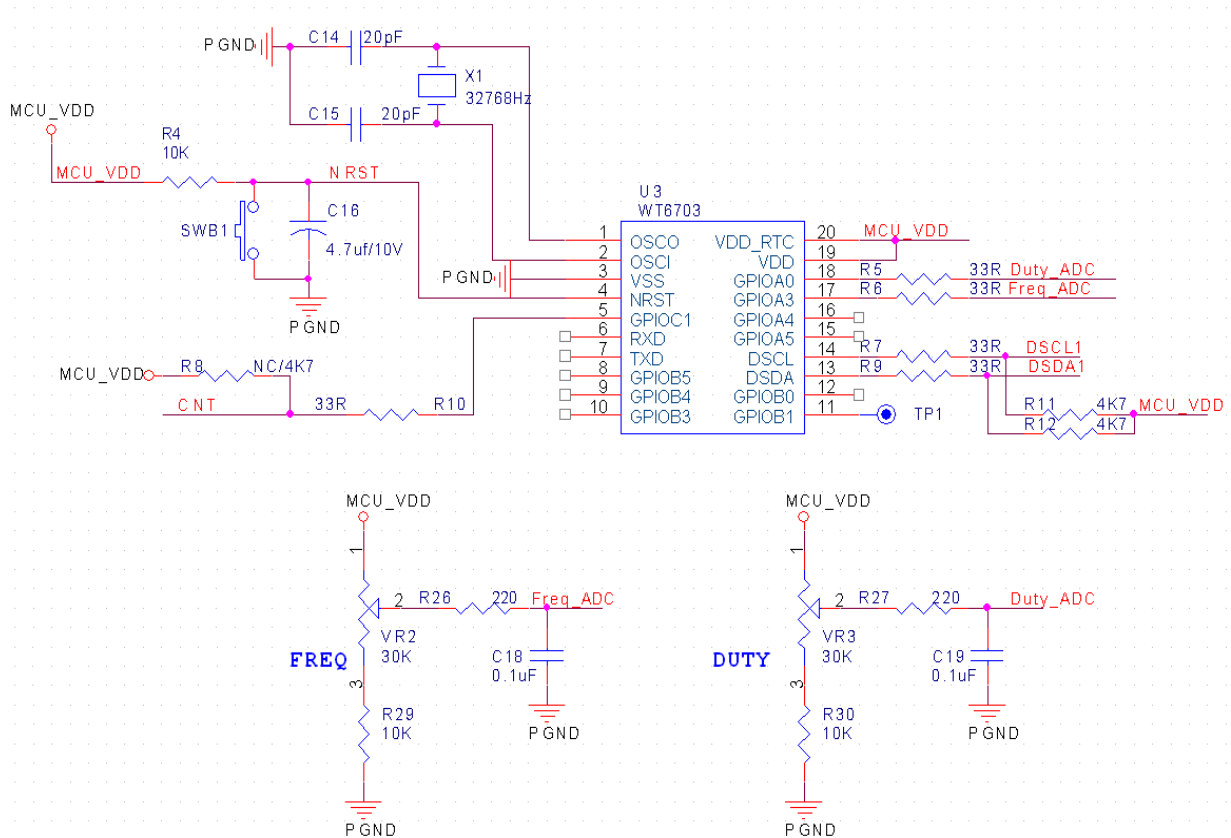 PGND
C14 20pF
X1
32768Hz
C15 20pF
MCU_VDD
R4
10K
MCU_VDD
NRST
SWB1
C16
4.7uf/10V
PGND
PGND
U3
WT6703
1 OSCO
2 OSCI
3 VSS
4 NRST
5 GPIOC1
6 RXD
7 TXD
8 GPIOB5
9 GPIOB4
10 GPIOB3
VDD_RTC 20 MCU_VDD
VDD 19
GPIOA0 18 R5 33R Duty_ADC
GPIOA3 17 R6 33R Freq_ADC
GPIOA4 16
GPIOA5 15
DSCL 14 R7 33R DSCL1
DSDA 13 R9 33R DSDA1
GPIOB0 12
GPIOB1 11 TP1
R11 4K7 MCU_VDD
R12 4K7
R8 NC/4K7
MCU_VDD
CNT 33R R10
MCU_VDD
1
2 R26 220 Freq_ADC
VR2
30K
FREQ
C18
0.1uF
3
R29
10K
PGND
PGND
MCU_VDD
1
2 R27 220 Duty_ADC
VR3
30K
DUTY
C19
0.1uF
3
R30
10K
PGND
PGND